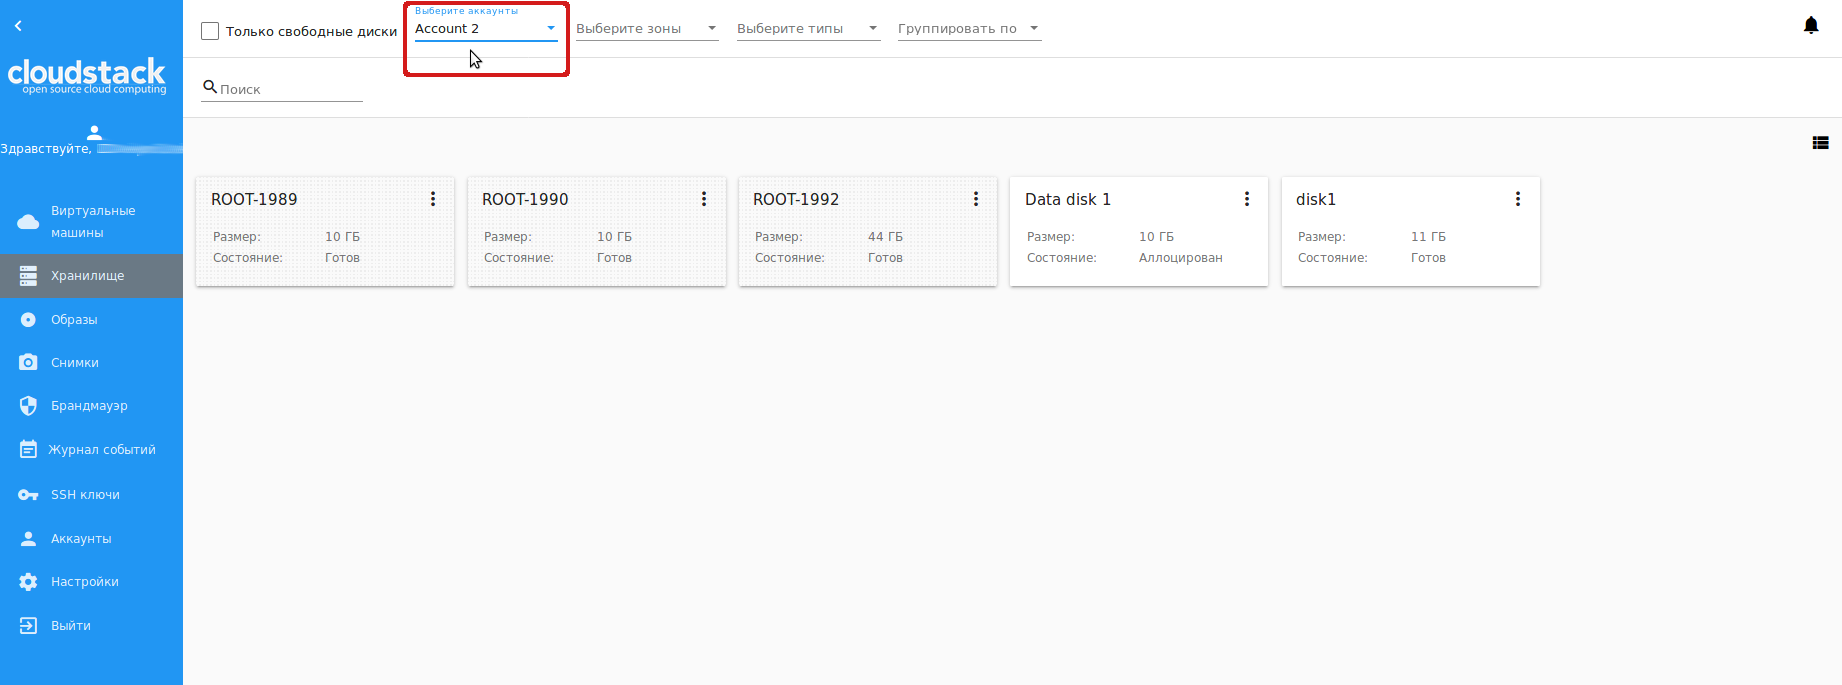 cloudstack
open source cloud computing
Здравствуйте,
Виртуальные
машины
Хранилище
Образы
Снимки
Брандмауэр
Журнал событий
SSH ключи
Аккаунты
Настройки
Выйти
Только свободные диски
Выберите аккаунты
Account 2
Выберите зоны
Выберите типы
Группировать по
Поиск
ROOT-1989
Размер: 10 ГБ
Состояние: Готов
ROOT-1990
Размер: 10 ГБ
Состояние: Готов
ROOT-1992
Размер: 44 ГБ
Состояние: Готов
Data disk 1
Размер: 10 ГБ
Состояние: Аллоцирован
disk1
Размер: 11 ГБ
Состояние: Готов